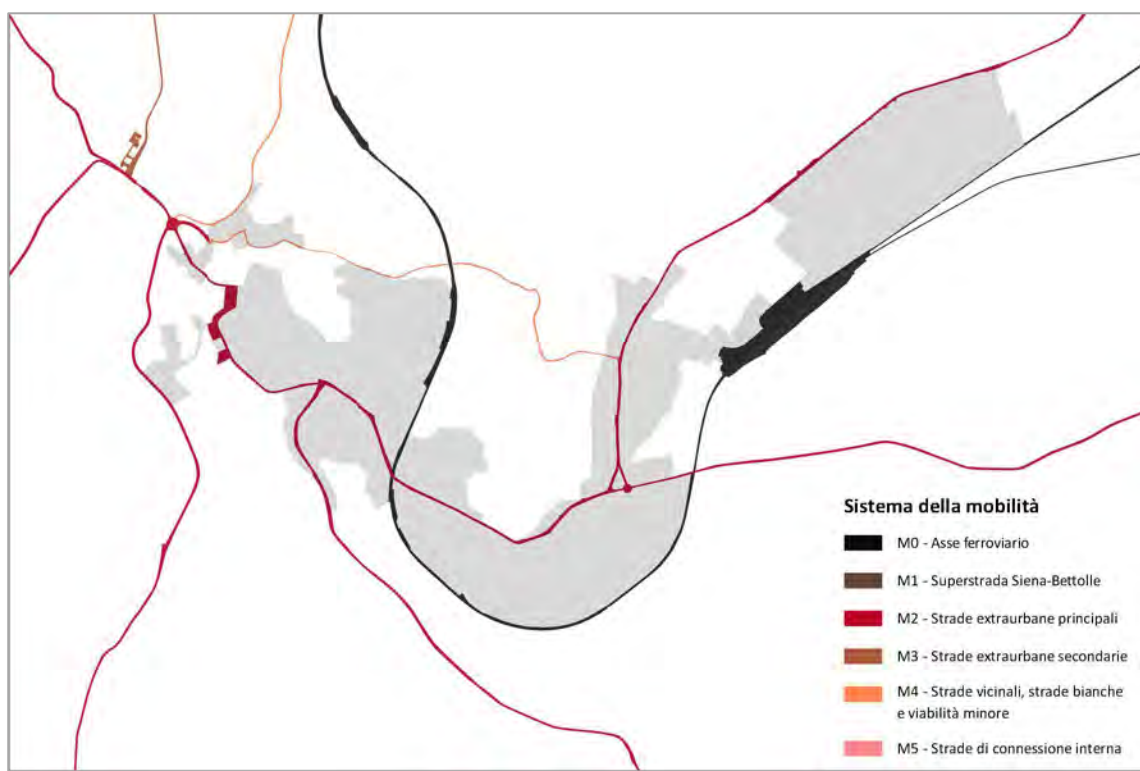 Sistema della mobilità
M0 - Asse ferroviario
M1 - Superstrada Siena-Bettolle
M2 - Strade extraurbane principali
M3 - Strade extraurbane secondarie
M4 - Strade vicinali, strade bianche
e viabilità minore
M5 - Strade di connessione interna